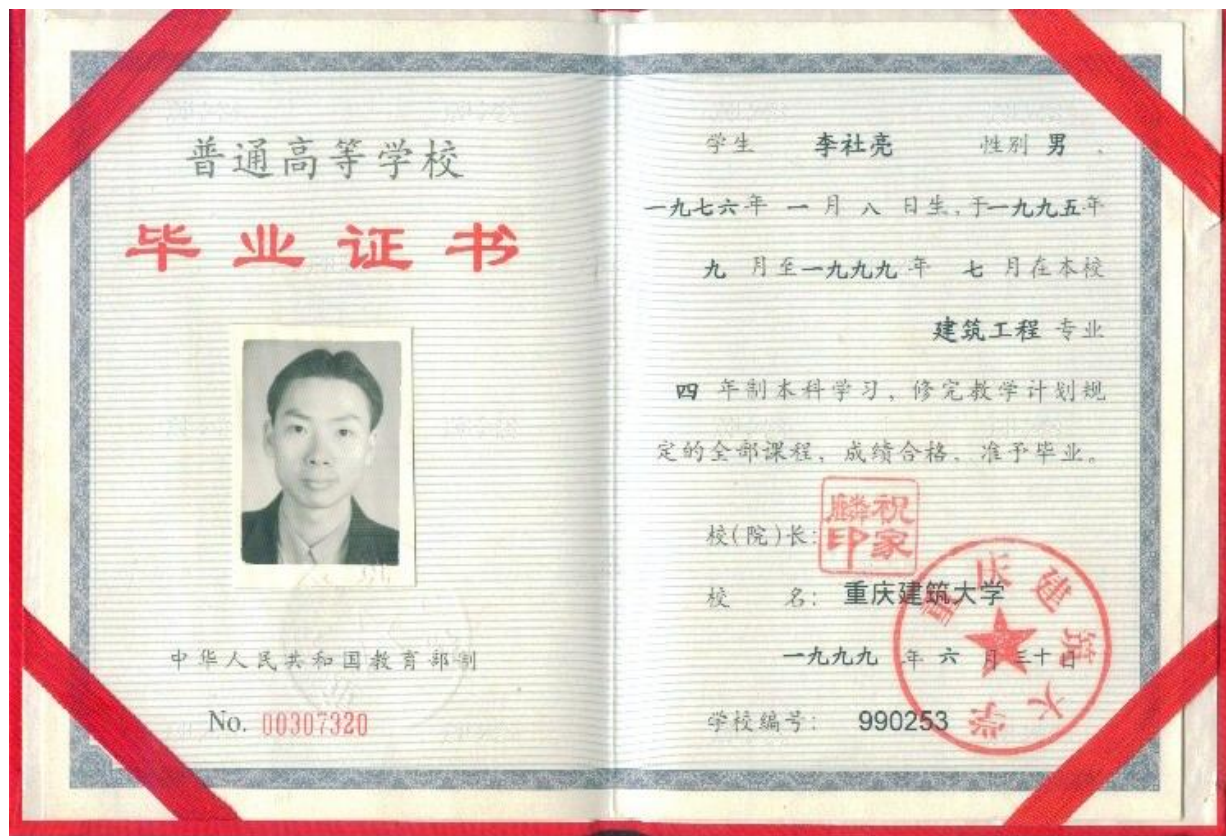 普通高等学校
毕业证书
中华人民共和国教育部制
No. 00307320
学生 李社亮 性别 男 、
一九七六年 一 月 八 日生,于一九九五年
九 月至一九九九 年 七 月在本校
建筑工程 专业
四 年制本科学习,修完教学计划规
定的全部课程,成绩合格,准予毕业。
校(院)长:
祝家麟印
校 名: 重庆建筑大学
一九九九 年 六 月三十日
学校编号: 990253
重庆建筑大学